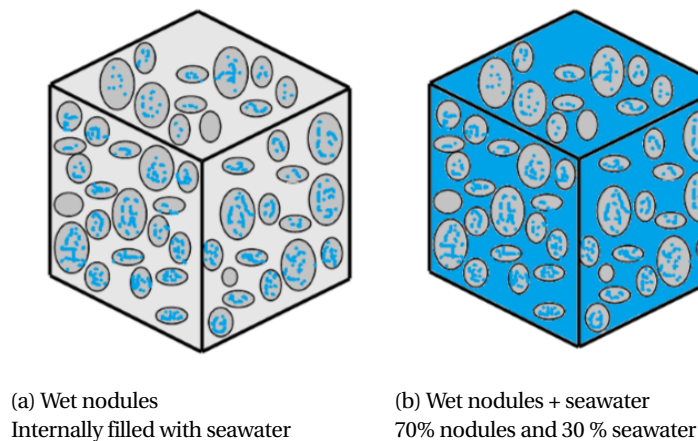 (a) Wet nodules
Internally filled with seawater
(b) Wet nodules + seawater
70% nodules and 30 % seawater